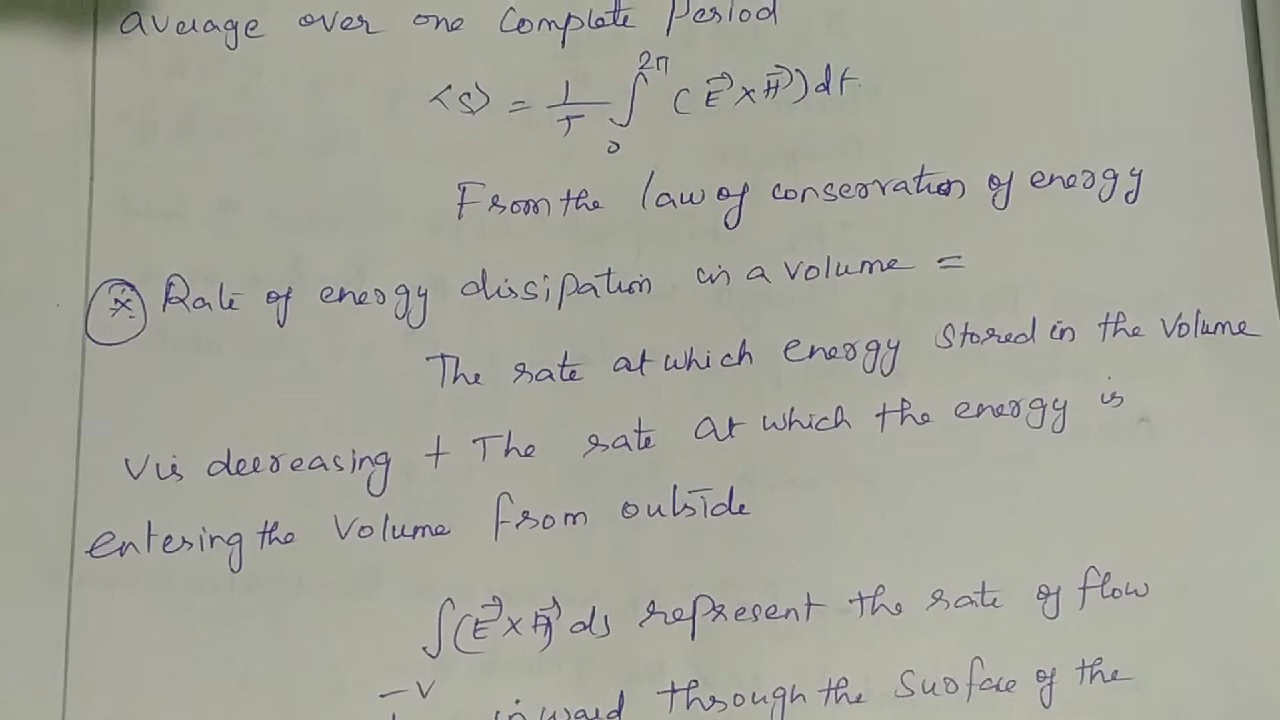 average over one complete period
<S> = 1/T ∫₀^2π (E⃗ × H⃗) dt.
From the law of conservation of energy
* Rate of energy dissipation in a volume =
The rate at which energy stored in the volume
V is decreasing + The rate at which the energy is
entering the volume from outside
∫(E⃗ × H⃗) ds represent the rate of flow
-V inward through the surface of the